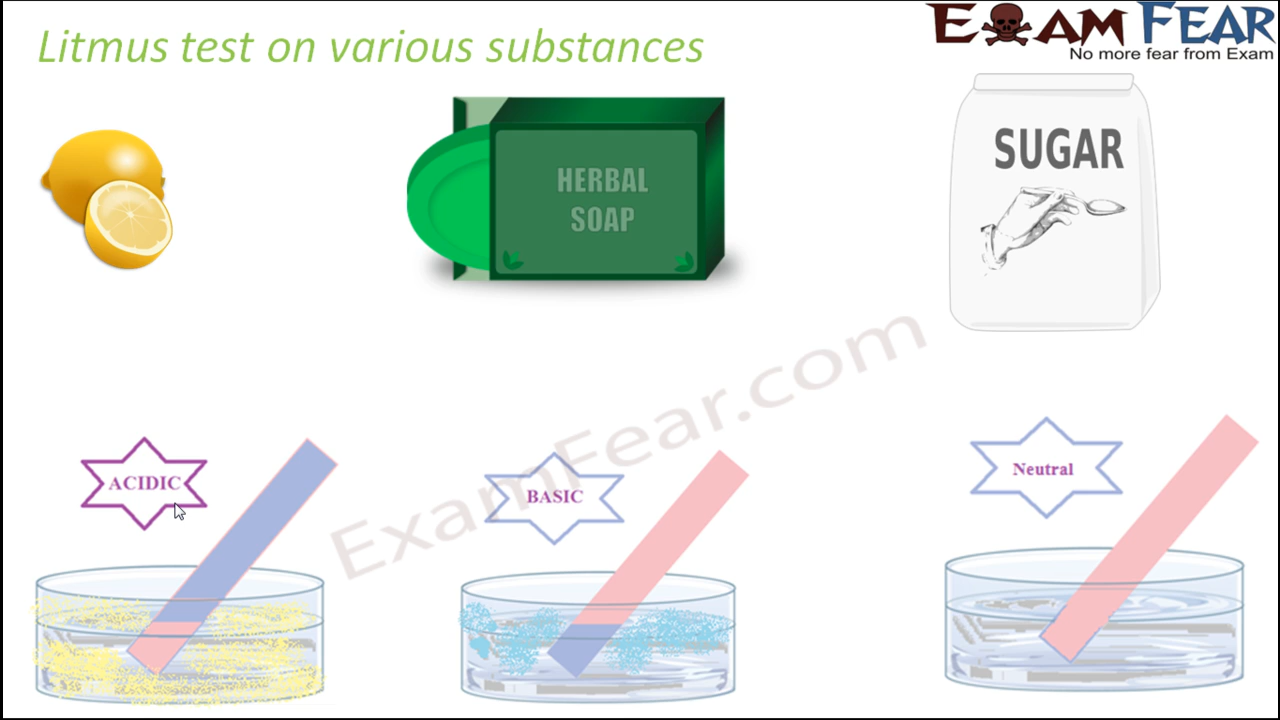 Litmus test on various substances
EXAM FEAR
No more fear from Exam
HERBAL
SOAP
SUGAR
ExamFear.com
ACIDIC
BASIC
Neutral